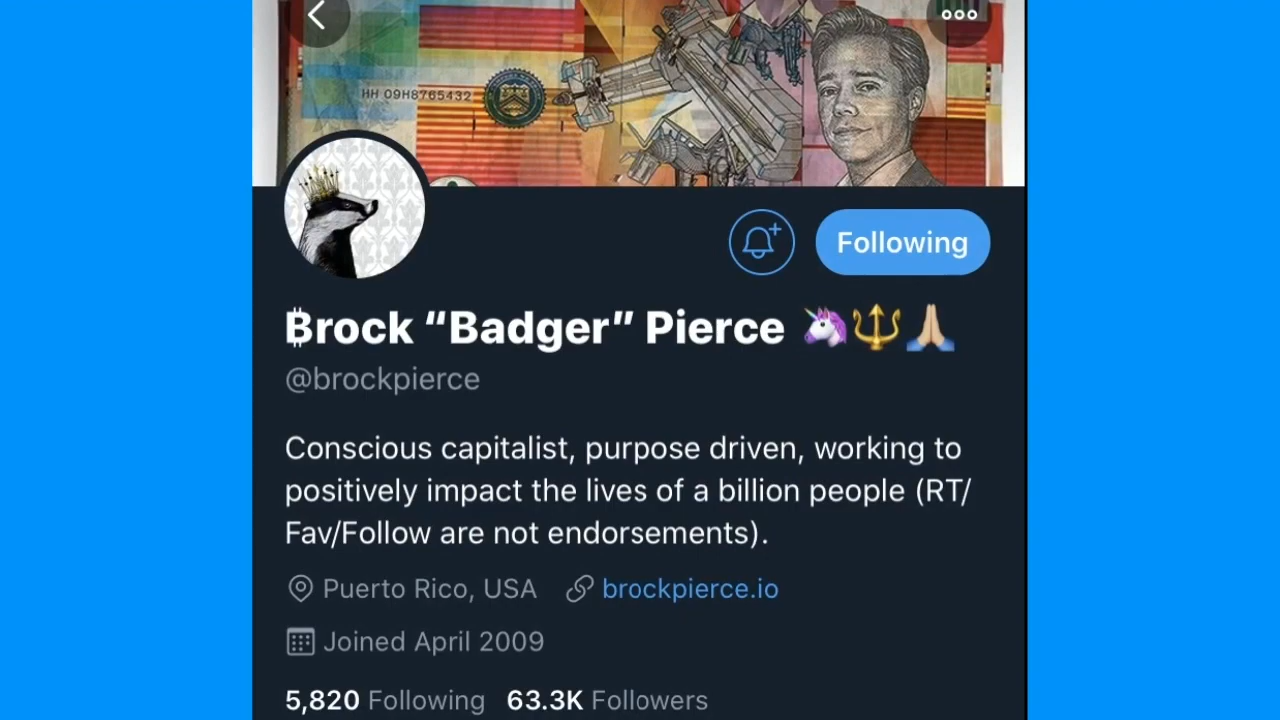 HH 09H8765432
Following
₿rock “Badger” Pierce 🦄🔱🙏🏼
@brockpierce
Conscious capitalist, purpose driven, working to
positively impact the lives of a billion people (RT/
Fav/Follow are not endorsements).
Puerto Rico, USA brockpierce.io
Joined April 2009
5,820 Following 63.3K Followers